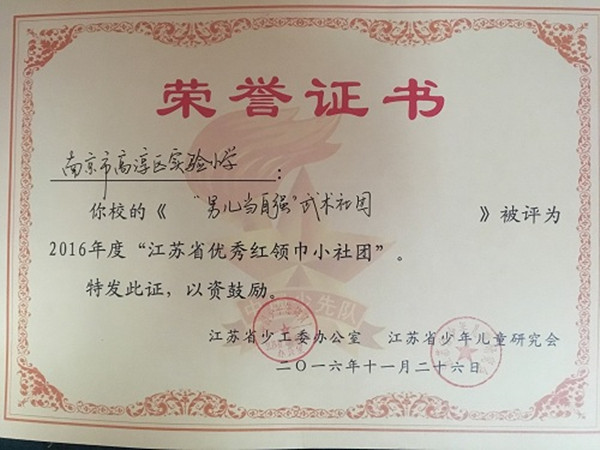 荣誉证书
南京市高淳区实验小学：
你校的《“男儿当自强”武术社团》被评为
2016年度“江苏省优秀红领巾小社团”。
特发此证，以资鼓励。
江苏省少工委办公室 江苏省少年儿童研究会
二〇一六年十一月二十六日